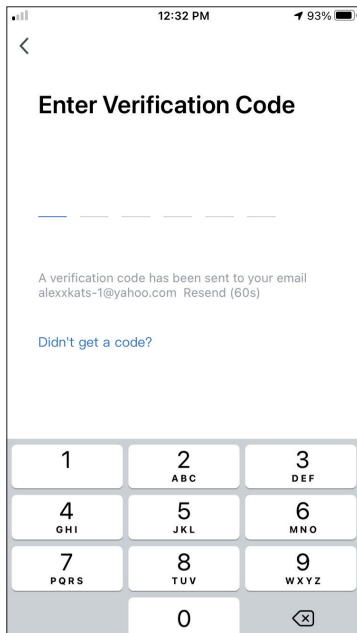 12:32 PM
93%
Enter Verification Code
A verification code has been sent to your email
alexxkats-1@yahoo.com Resend (60s)
Didn't get a code?
1
2
ABC
3
DEF
4
GHI
5
JKL
6
MNO
7
PQRS
8
TUV
9
WXYZ
0